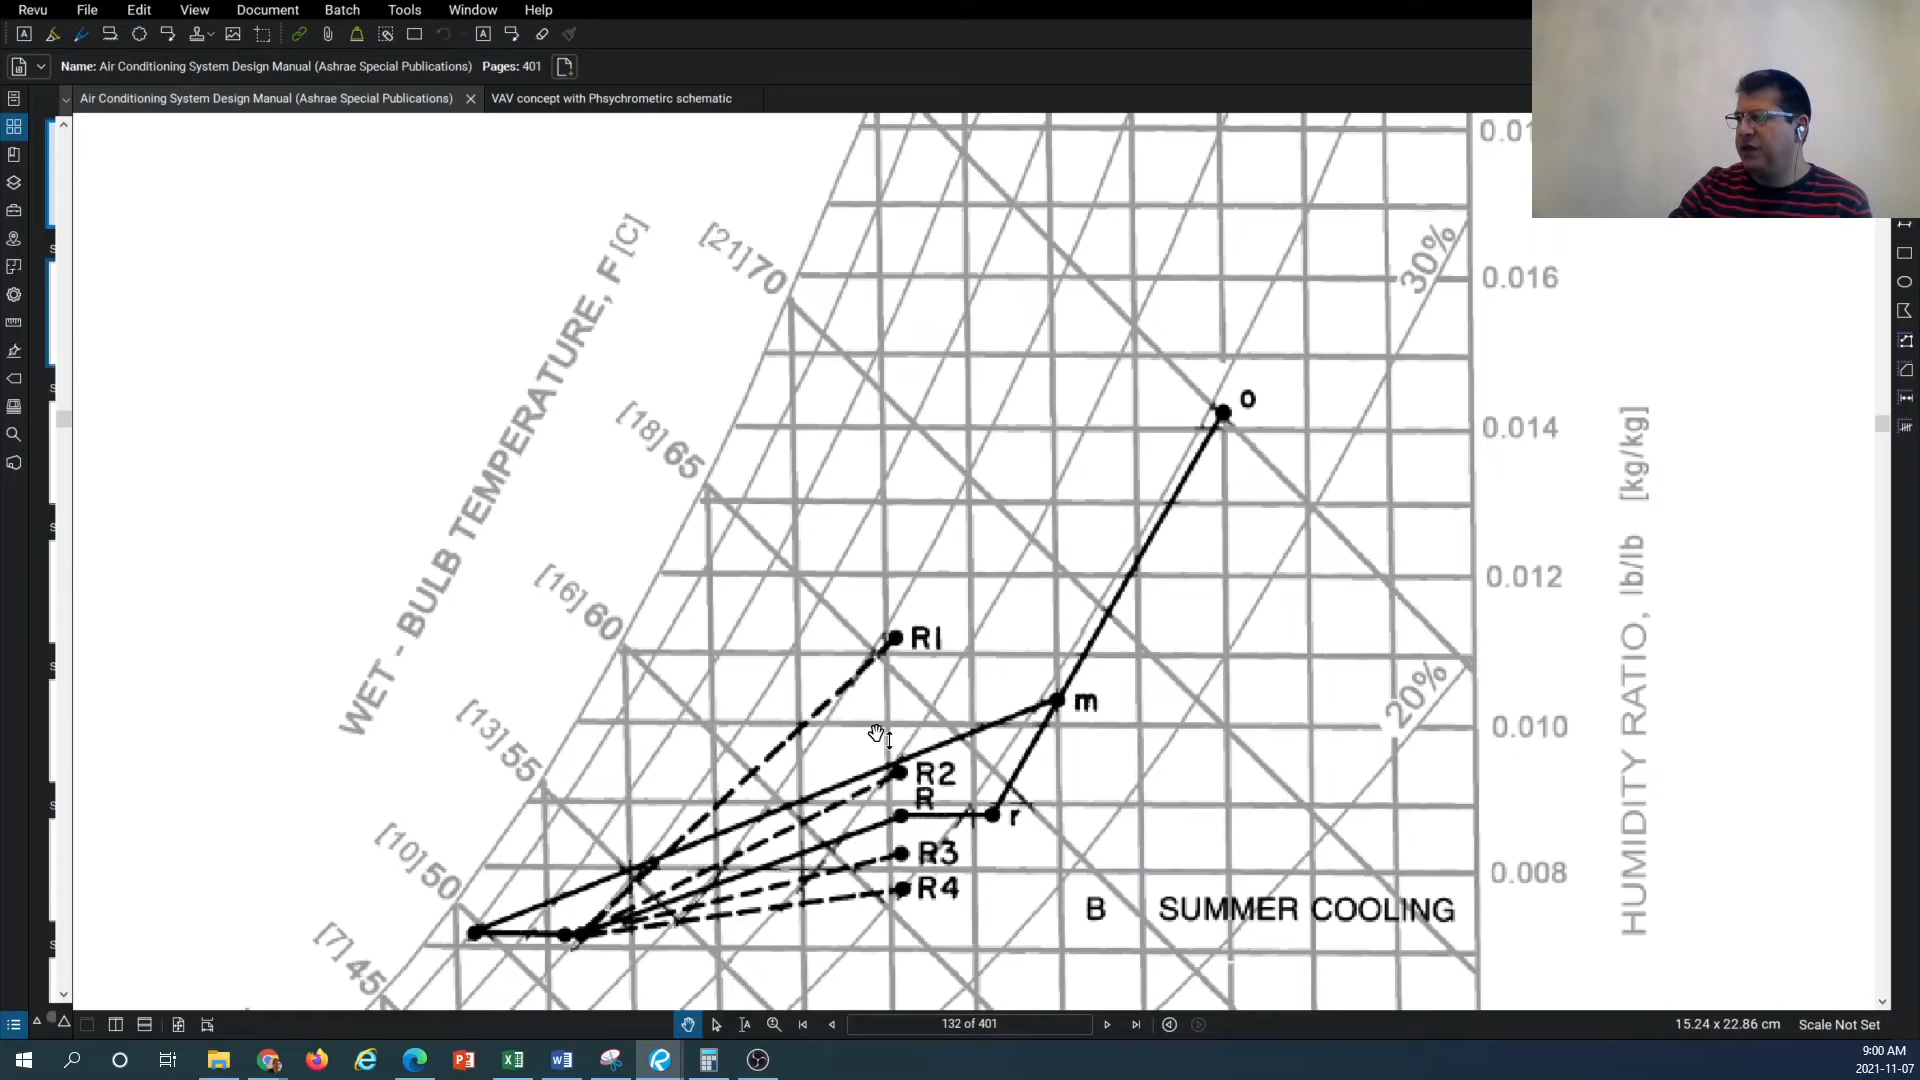 Revu File Edit View Document Batch Tools Window Help
Name: Air Conditioning System Design Manual (Ashrae Special Publications) Pages: 401
Air Conditioning System Design Manual (Ashrae Special Publications) VAV concept with Phsychrometirc schematic
30%
[21]70
0.016
WET - BULB TEMPERATURE, F [C]
o
[18]65
0.014
HUMIDITY RATIO, lb/lb [kg/kg]
[16]60
0.012
R1
20%
m
[13]55
0.010
R2
R
r
[10]50
R3
0.008
R4
B SUMMER COOLING
[7]45
132 of 401
15.24 x 22.86 cm Scale Not Set
9:00 AM
2021-11-07